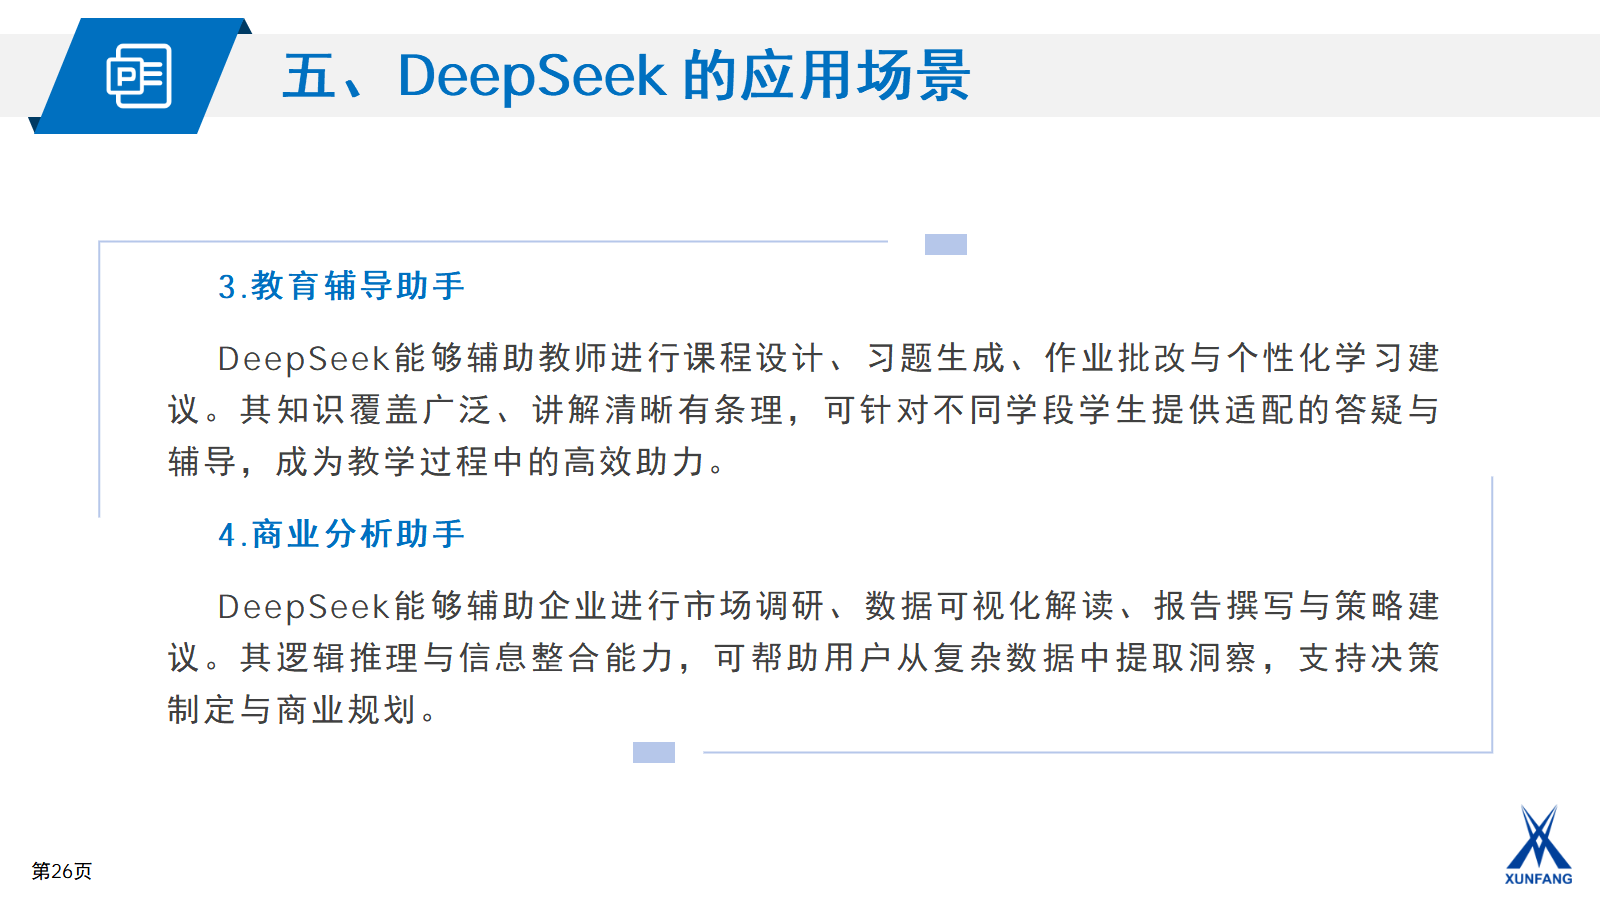 五、DeepSeek 的应用场景
3.教育辅导助手
DeepSeek能够辅助教师进行课程设计、习题生成、作业批改与个性化学习建
议。其知识覆盖广泛、讲解清晰有条理，可针对不同学段学生提供适配的答疑与
辅导，成为教学过程中的高效助力。
4.商业分析助手
DeepSeek能够辅助企业进行市场调研、数据可视化解读、报告撰写与策略建
议。其逻辑推理与信息整合能力，可帮助用户从复杂数据中提取洞察，支持决策
制定与商业规划。
第26页
XUNFANG